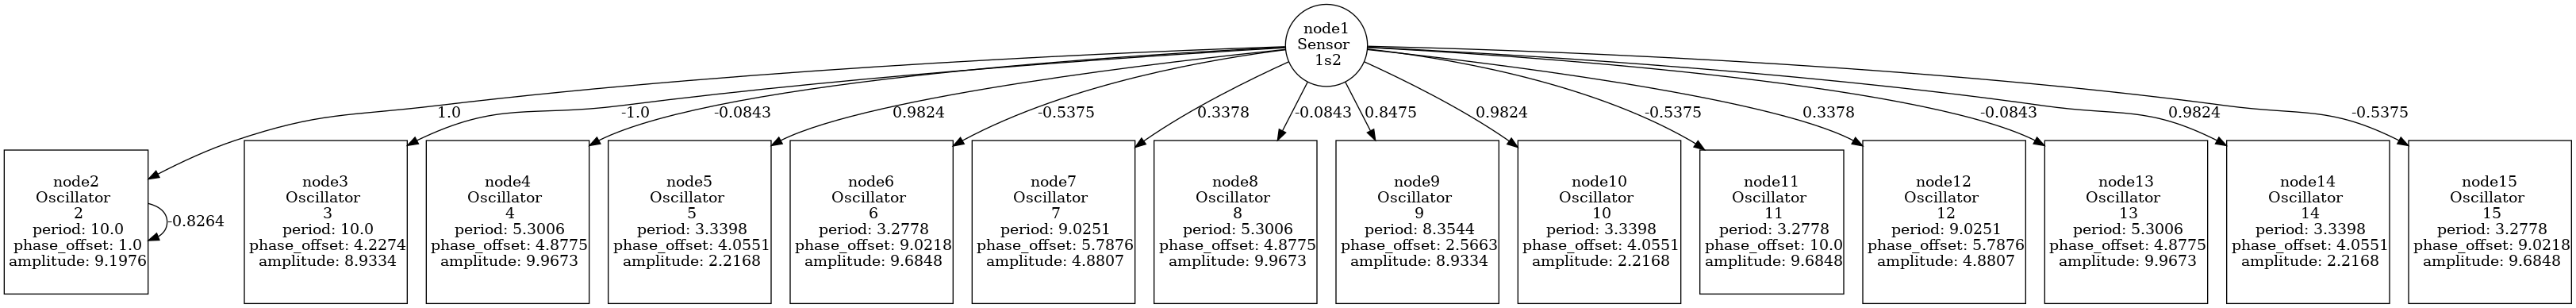 node1
Sensor
1s2
1.0
-1.0
-0.0843
0.9824
-0.5375
0.3378
-0.0843
0.8475
0.9824
-0.5375
0.3378
-0.0843
0.9824
-0.5375
node2
Oscillator
2
period: 10.0
phase_offset: 1.0
amplitude: 9.1976
-0.8264
node3
Oscillator
3
period: 10.0
phase_offset: 4.2274
amplitude: 8.9334
node4
Oscillator
4
period: 5.3006
phase_offset: 4.8775
amplitude: 9.9673
node5
Oscillator
5
period: 3.3398
phase_offset: 4.0551
amplitude: 2.2168
node6
Oscillator
6
period: 3.2778
phase_offset: 9.0218
amplitude: 9.6848
node7
Oscillator
7
period: 9.0251
phase_offset: 5.7876
amplitude: 4.8807
node8
Oscillator
8
period: 5.3006
phase_offset: 4.8775
amplitude: 9.9673
node9
Oscillator
9
period: 8.3544
phase_offset: 2.5663
amplitude: 8.9334
node10
Oscillator
10
period: 3.3398
phase_offset: 4.0551
amplitude: 2.2168
node11
Oscillator
11
period: 3.2778
phase_offset: 10.0
amplitude: 9.6848
node12
Oscillator
12
period: 9.0251
phase_offset: 5.7876
amplitude: 4.8807
node13
Oscillator
13
period: 5.3006
phase_offset: 4.8775
amplitude: 9.9673
node14
Oscillator
14
period: 3.3398
phase_offset: 4.0551
amplitude: 2.2168
node15
Oscillator
15
period: 3.2778
phase_offset: 9.0218
amplitude: 9.6848